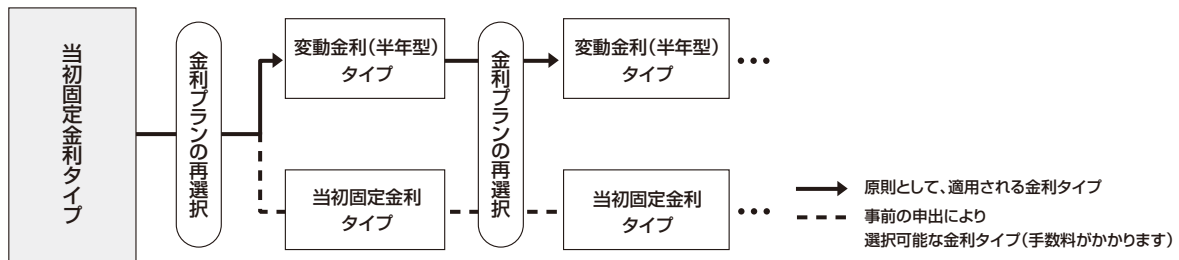 当初固定金利タイプ
金利プランの再選択
変動金利(半年型)
タイプ
金利プランの再選択
変動金利(半年型)
タイプ
•••
当初固定金利
タイプ
当初固定金利
タイプ
•••
原則として、適用される金利タイプ
事前の申出により
選択可能な金利タイプ(手数料がかかります)